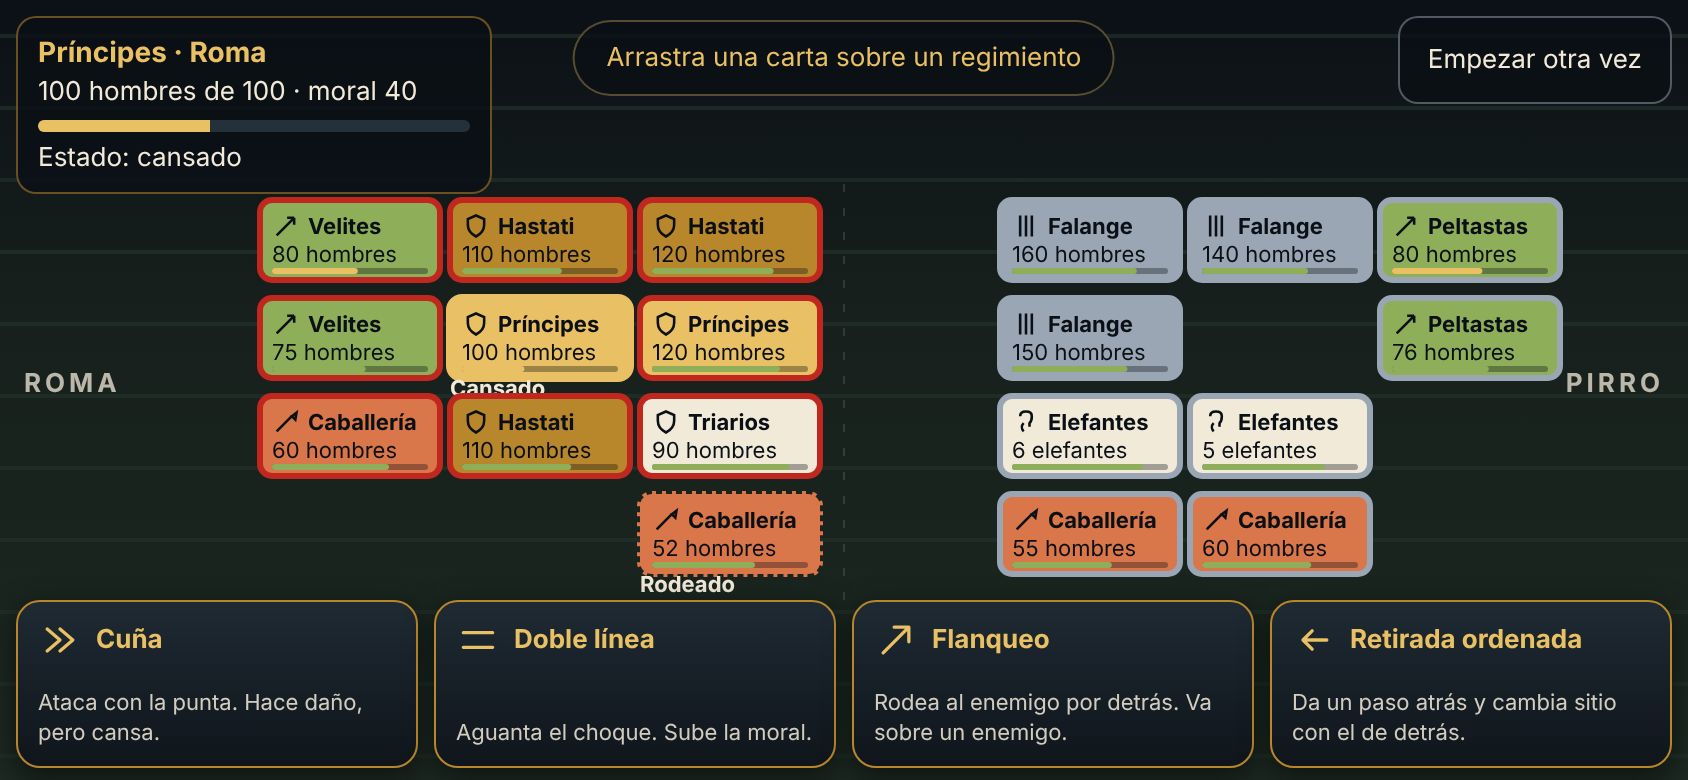 Príncipes · Roma
100 hombres de 100 · moral 40
Estado: cansado
Arrastra una carta sobre un regimiento
Empezar otra vez
Velites
80 hombres
Hastati
110 hombres
Hastati
120 hombres
Falange
160 hombres
Falange
140 hombres
Peltastas
80 hombres
Velites
75 hombres
Príncipes
100 hombres
Cansado
Príncipes
120 hombres
Falange
150 hombres
Peltastas
76 hombres
ROMA
PIRRO
Caballería
60 hombres
Hastati
110 hombres
Triarios
90 hombres
Elefantes
6 elefantes
Elefantes
5 elefantes
Caballería
52 hombres
Rodeado
Caballería
55 hombres
Caballería
60 hombres
Cuña
Ataca con la punta. Hace daño,
pero cansa.
Doble línea
Aguanta el choque. Sube la moral.
Flanqueo
Rodea al enemigo por detrás. Va
sobre un enemigo.
Retirada ordenada
Da un paso atrás y cambia sitio
con el de detrás.